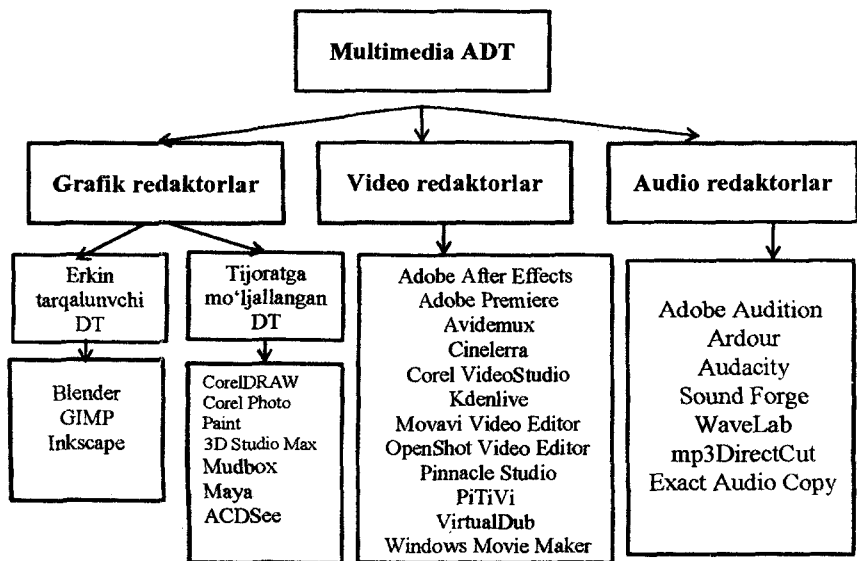 Multimedia ADT
Grafik redaktorlar
Video redaktorlar
Audio redaktorlar
Erkin
tarqalunvchi
DT
Tijoratga
mo‘ljallangan
DT
Blender
GIMP
Inkscape
CorelDRAW
Corel Photo
Paint
3D Studio Max
Mudbox
Maya
ACDSee
Adobe After Effects
Adobe Premiere
Avidemux
Cinelerra
Corel VideoStudio
Kdenlive
Movavi Video Editor
OpenShot Video Editor
Pinnacle Studio
PiTiVi
VirtualDub
Windows Movie Maker
Adobe Audition
Ardour
Audacity
Sound Forge
WaveLab
mp3DirectCut
Exact Audio Copy